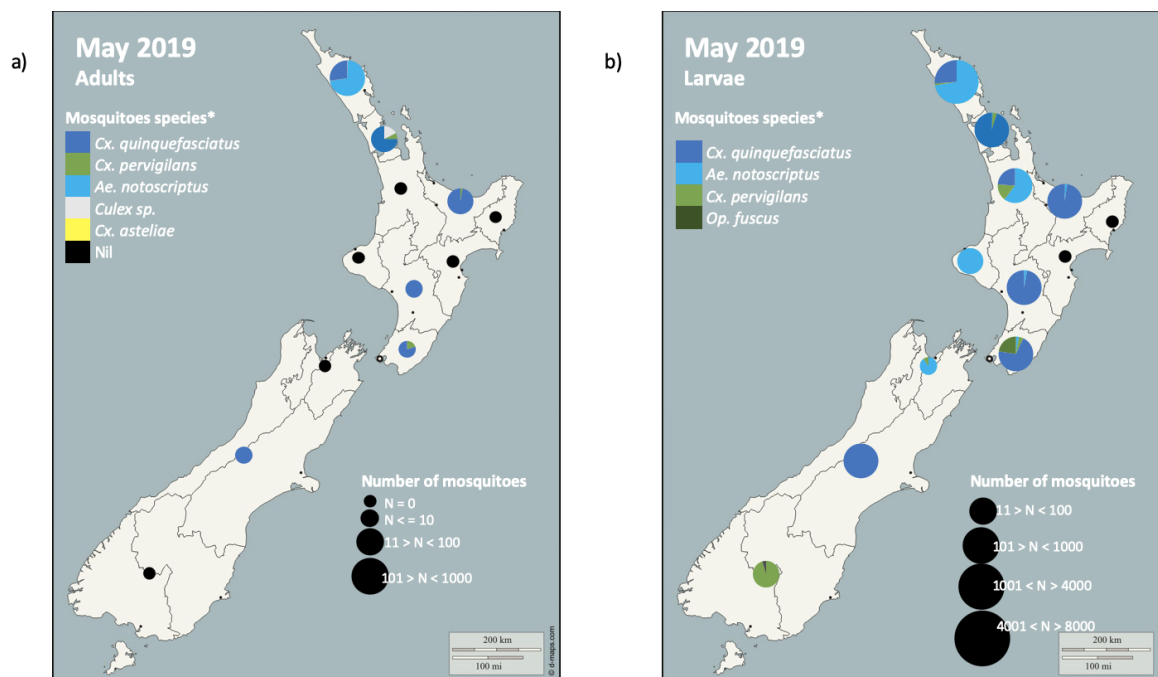 a)
May 2019
Adults
Mosquitoes species*
Cx. quinquefasciatus
Cx. pervigilans
Ae. notoscriptus
Culex sp.
Cx. asteliae
Nil
Number of mosquitoes
N = 0
N <= 10
11 > N < 100
101 > N < 1000
200 km
100 mi
© d-maps.com
b)
May 2019
Larvae
Mosquitoes species*
Cx. quinquefasciatus
Ae. notoscriptus
Cx. pervigilans
Op. fuscus
Number of mosquitoes
11 > N < 100
101 > N < 1000
1001 < N > 4000
4001 < N > 8000
200 km
100 mi